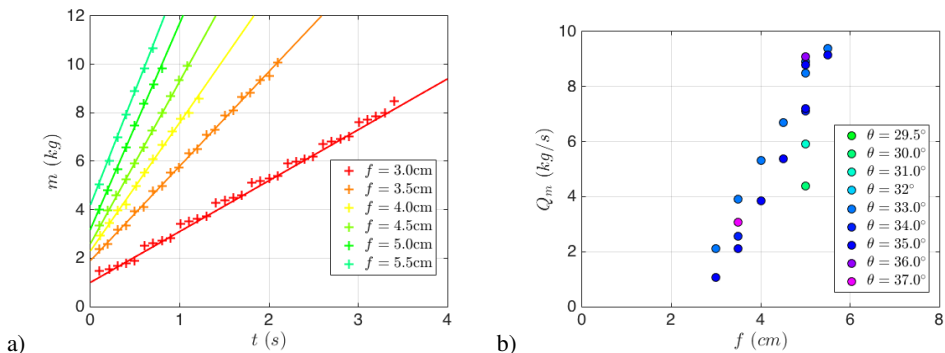 12
10
8
6
4
2
0
m (kg)
f = 3.0cm
f = 3.5cm
f = 4.0cm
f = 4.5cm
f = 5.0cm
f = 5.5cm
0 1 2 3 4
t (s)
a)
10
8
6
4
2
0
Q_m (kg/s)
θ = 29.5°
θ = 30.0°
θ = 31.0°
θ = 32°
θ = 33.0°
θ = 34.0°
θ = 35.0°
θ = 36.0°
θ = 37.0°
0 2 4 6 8
f (cm)
b)